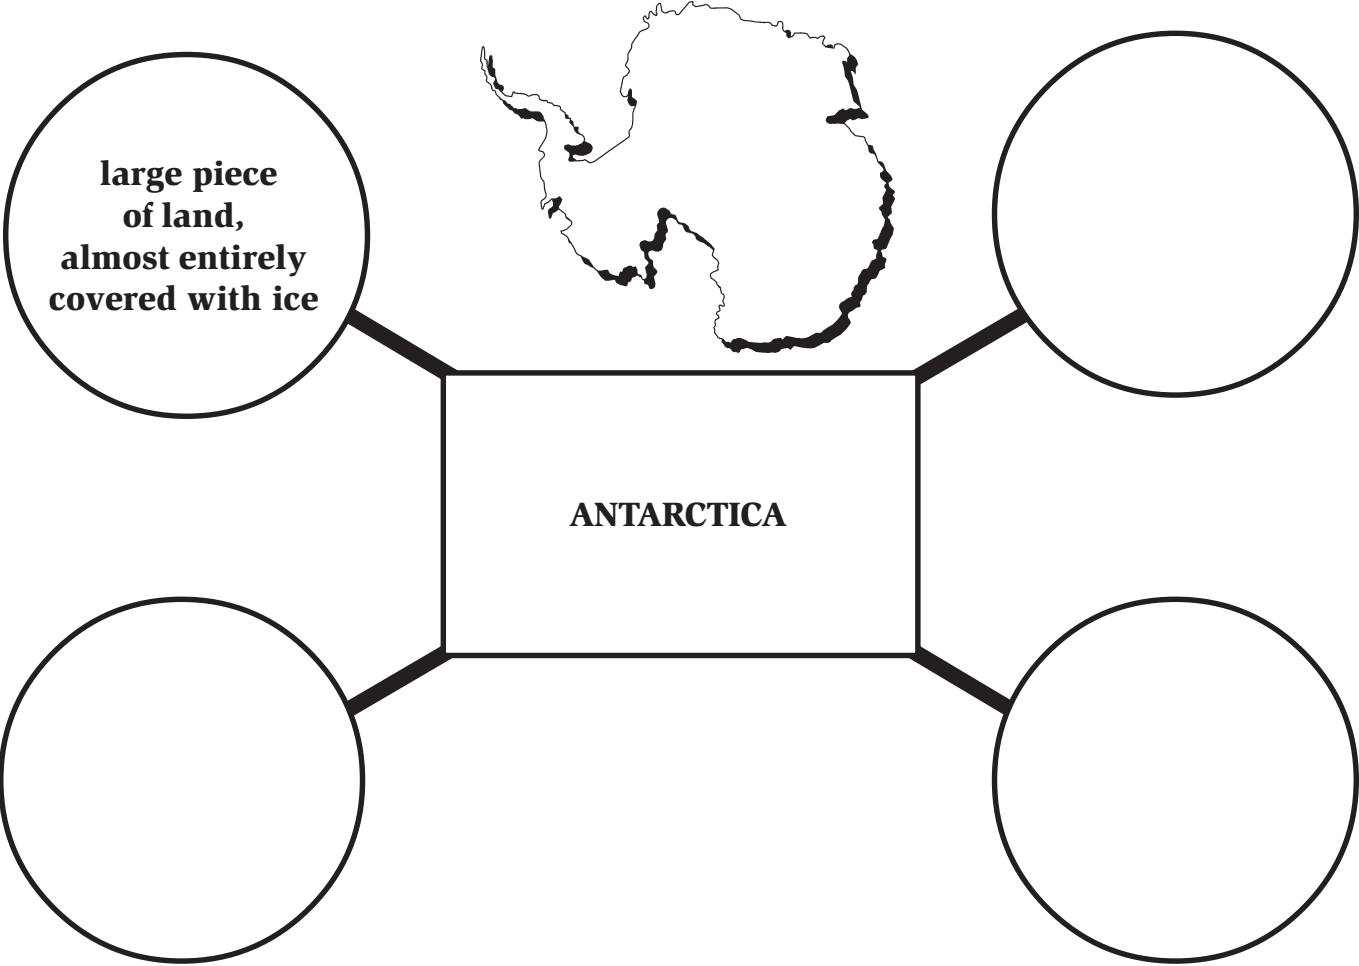 large piece
of land,
almost entirely
covered with ice
ANTARCTICA